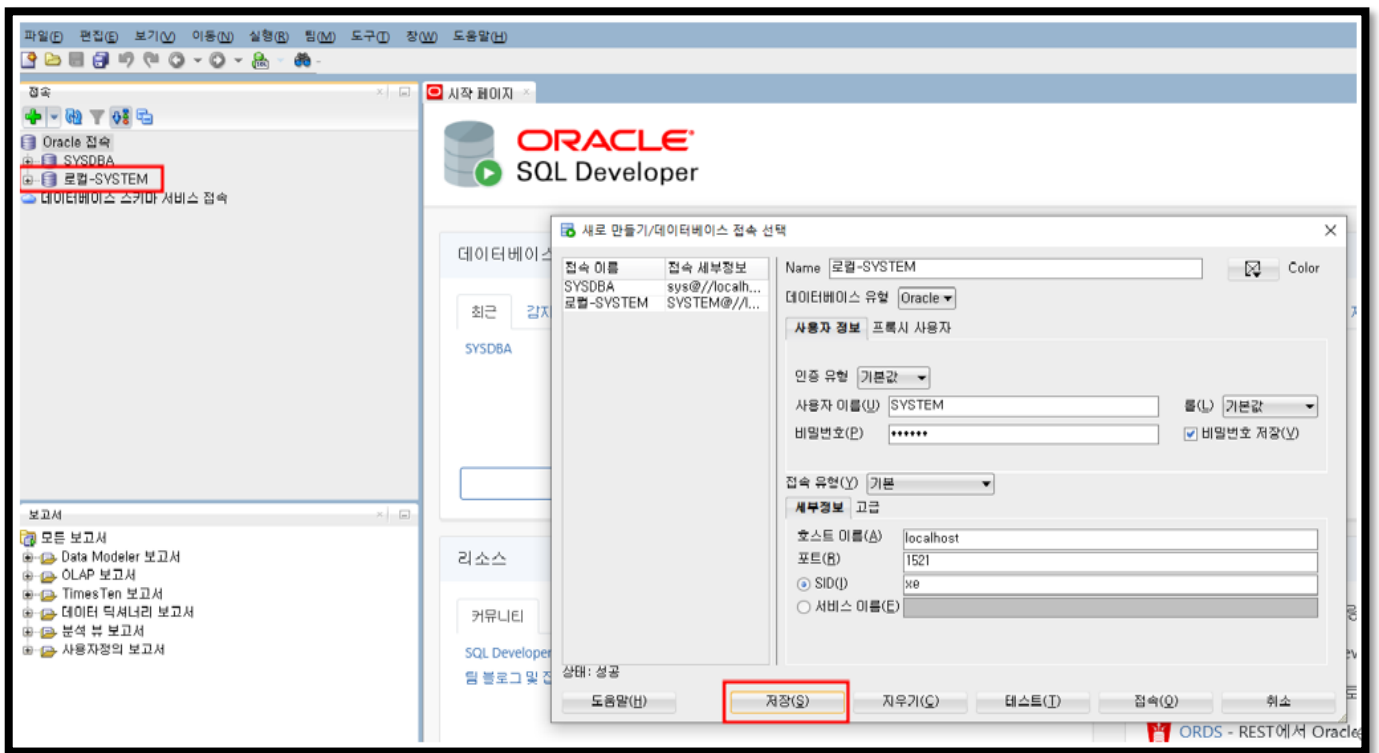 파일(F) 편집(E) 보기(V) 이동(N) 실행(R) 팀(M) 도구(T) 창(W) 도움말(H)
접속
시작 페이지
Oracle 접속
SYSDBA
로컬-SYSTEM
데이터베이스 스키마 서비스 접속
ORACLE
SQL Developer
데이터베이스
최근
SYSDBA
리소스
커뮤니티
SQL Developer
팀 블로그 및
보고서
모든 보고서
Data Modeler 보고서
OLAP 보고서
TimesTen 보고서
데이터 딕셔너리 보고서
분석 뷰 보고서
사용자정의 보고서
새로 만들기/데이터베이스 접속 선택
접속 이름 접속 세부정보
SYSDBA sys@//localh...
로컬-SYSTEM SYSTEM@//l...
Name 로컬-SYSTEM Color
데이터베이스 유형 Oracle
사용자 정보 프록시 사용자
인증 유형 기본값
사용자 이름(U) SYSTEM 롤(L) 기본값
비밀번호(P) •••••• 비밀번호 저장(V)
접속 유형(Y) 기본
세부정보 고급
호스트 이름(A) localhost
포트(R) 1521
SID(I) xe
서비스 이름(E)
상태: 성공
도움말(H) 저장(S) 지우기(C) 테스트(T) 접속(O) 취소
ORDS - REST에서 Oracle